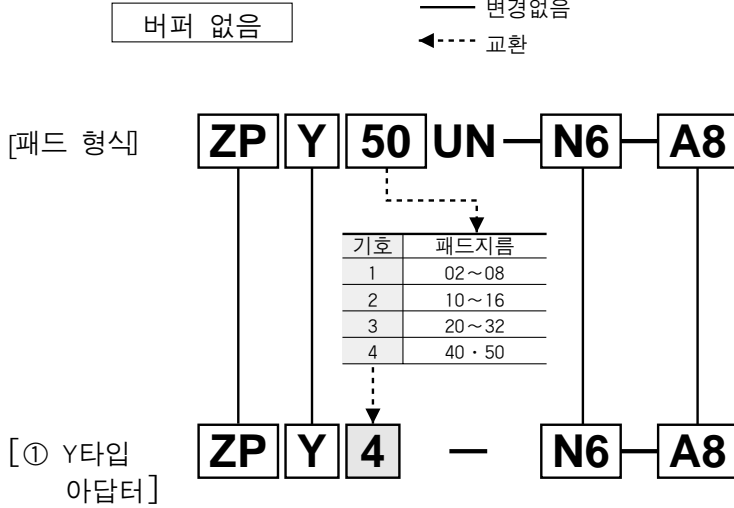 변경없음
버퍼 없음
교환
[패드 형식] ZP Y 50 UN — N6 — A8
기호 패드지름
1 02～08
2 10～16
3 20～32
4 40・50
[① Y타입 ZP Y 4 — N6 — A8
아답터]